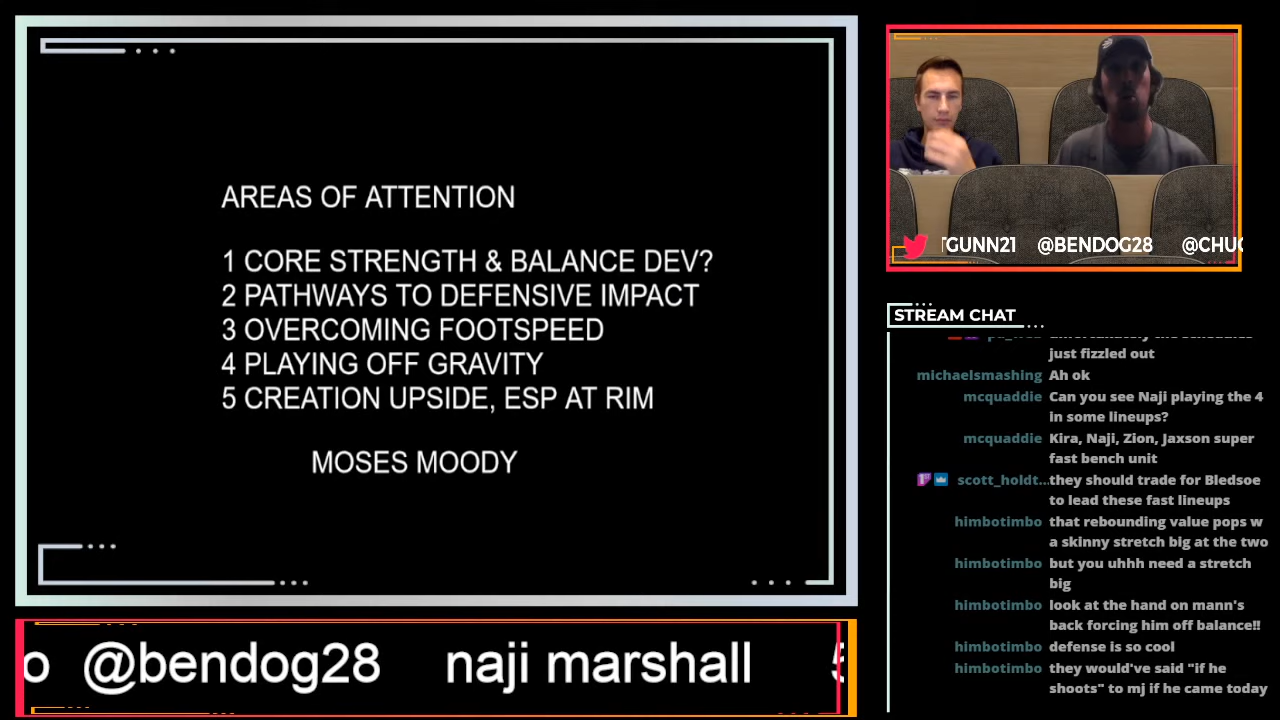 AREAS OF ATTENTION
1 CORE STRENGTH & BALANCE DEV?
2 PATHWAYS TO DEFENSIVE IMPACT
3 OVERCOMING FOOTSPEED
4 PLAYING OFF GRAVITY
5 CREATION UPSIDE, ESP AT RIM
MOSES MOODY
@bendog28 naji marshall
TGUNN21 @BENDOG28
STREAM CHAT
just fizzled out
michaelsmashing Ah ok
mcquaddie Can you see Naji playing the 4
in some lineups?
mcquaddie Kira, Naji, Zion, Jaxson super
fast bench unit
scott_holdt... they should trade for Bledsoe
to lead these fast lineups
himbotimbo that rebounding value pops w
a skinny stretch big at the two
himbotimbo but you uhhh need a stretch
big
himbotimbo look at the hand on mann's
back forcing him off balance!!
himbotimbo defense is so cool
himbotimbo they would've said "if he
shoots" to mj if he came today